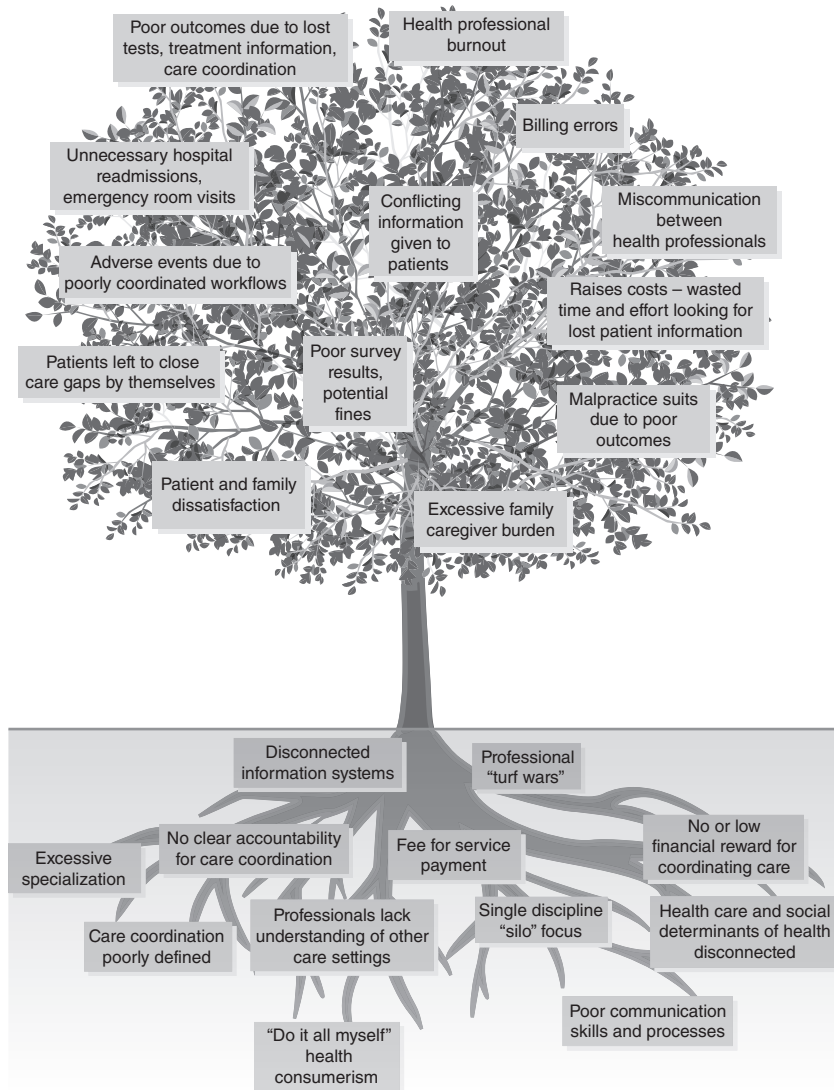 Poor outcomes due to lost
tests, treatment information,
care coordination
Health professional
burnout
Billing errors
Unnecessary hospital
readmissions,
emergency room visits
Conflicting
information
given to
patients
Miscommunication
between
health professionals
Adverse events due to
poorly coordinated workflows
Raises costs – wasted
time and effort looking for
lost patient information
Patients left to close
care gaps by themselves
Poor survey
results,
potential
fines
Malpractice suits
due to poor
outcomes
Patient and family
dissatisfaction
Excessive family
caregiver burden
Disconnected
information systems
Professional
“turf wars”
Excessive
specialization
No clear accountability
for care coordination
Fee for service
payment
No or low
financial reward for
coordinating care
Care coordination
poorly defined
Professionals lack
understanding of other
care settings
Single discipline
“silo” focus
Health care and social
determinants of health
disconnected
“Do it all myself”
health
consumerism
Poor communication
skills and processes